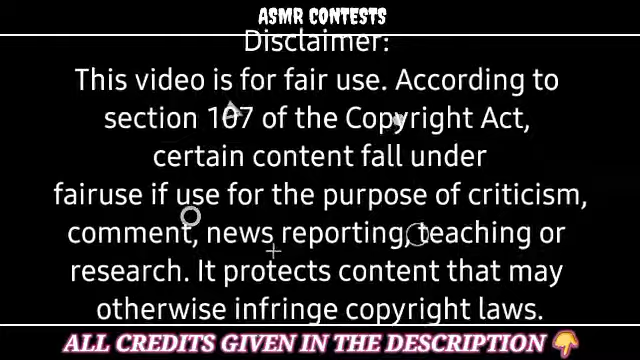 ASMR CONTESTS
Disclaimer:
This video is for fair use. According to
section 107 of the Copyright Act,
certain content fall under
fairuse if use for the purpose of criticism,
comment, news reporting, teaching or
research. It protects content that may
otherwise infringe copyright laws.
ALL CREDITS GIVEN IN THE DESCRIPTION 👇